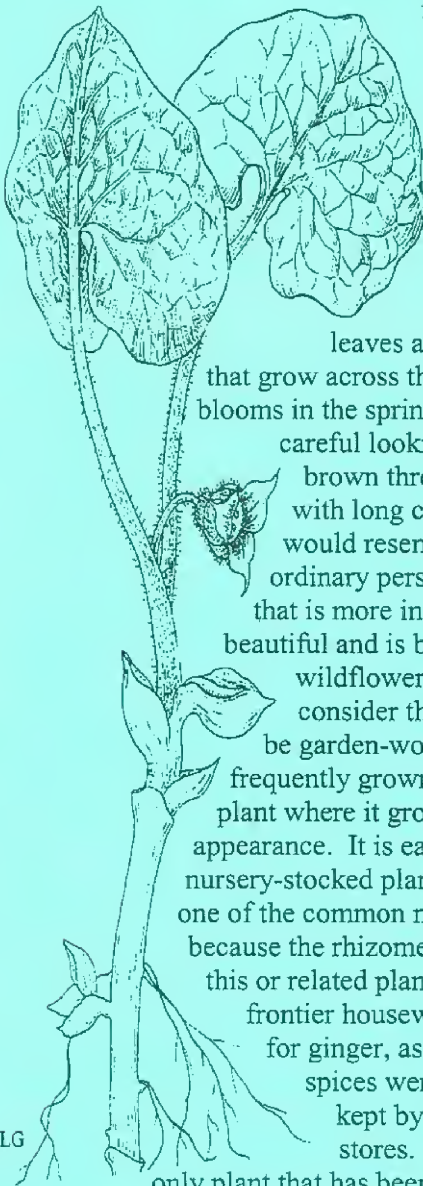 leaves a
that grow across th
blooms in the sprin
careful look
brown thre
with long c
would resen
ordinary pers
that is more in
beautiful and is b
wildflower
consider th
be garden-wo
frequently grown
plant where it gro
appearance. It is ea
nursery-stocked plan
one of the common n
because the rhizome
this or related plan
frontier housew
for ginger, as
spices wer
kept by
LG
stores.
only plant that has been